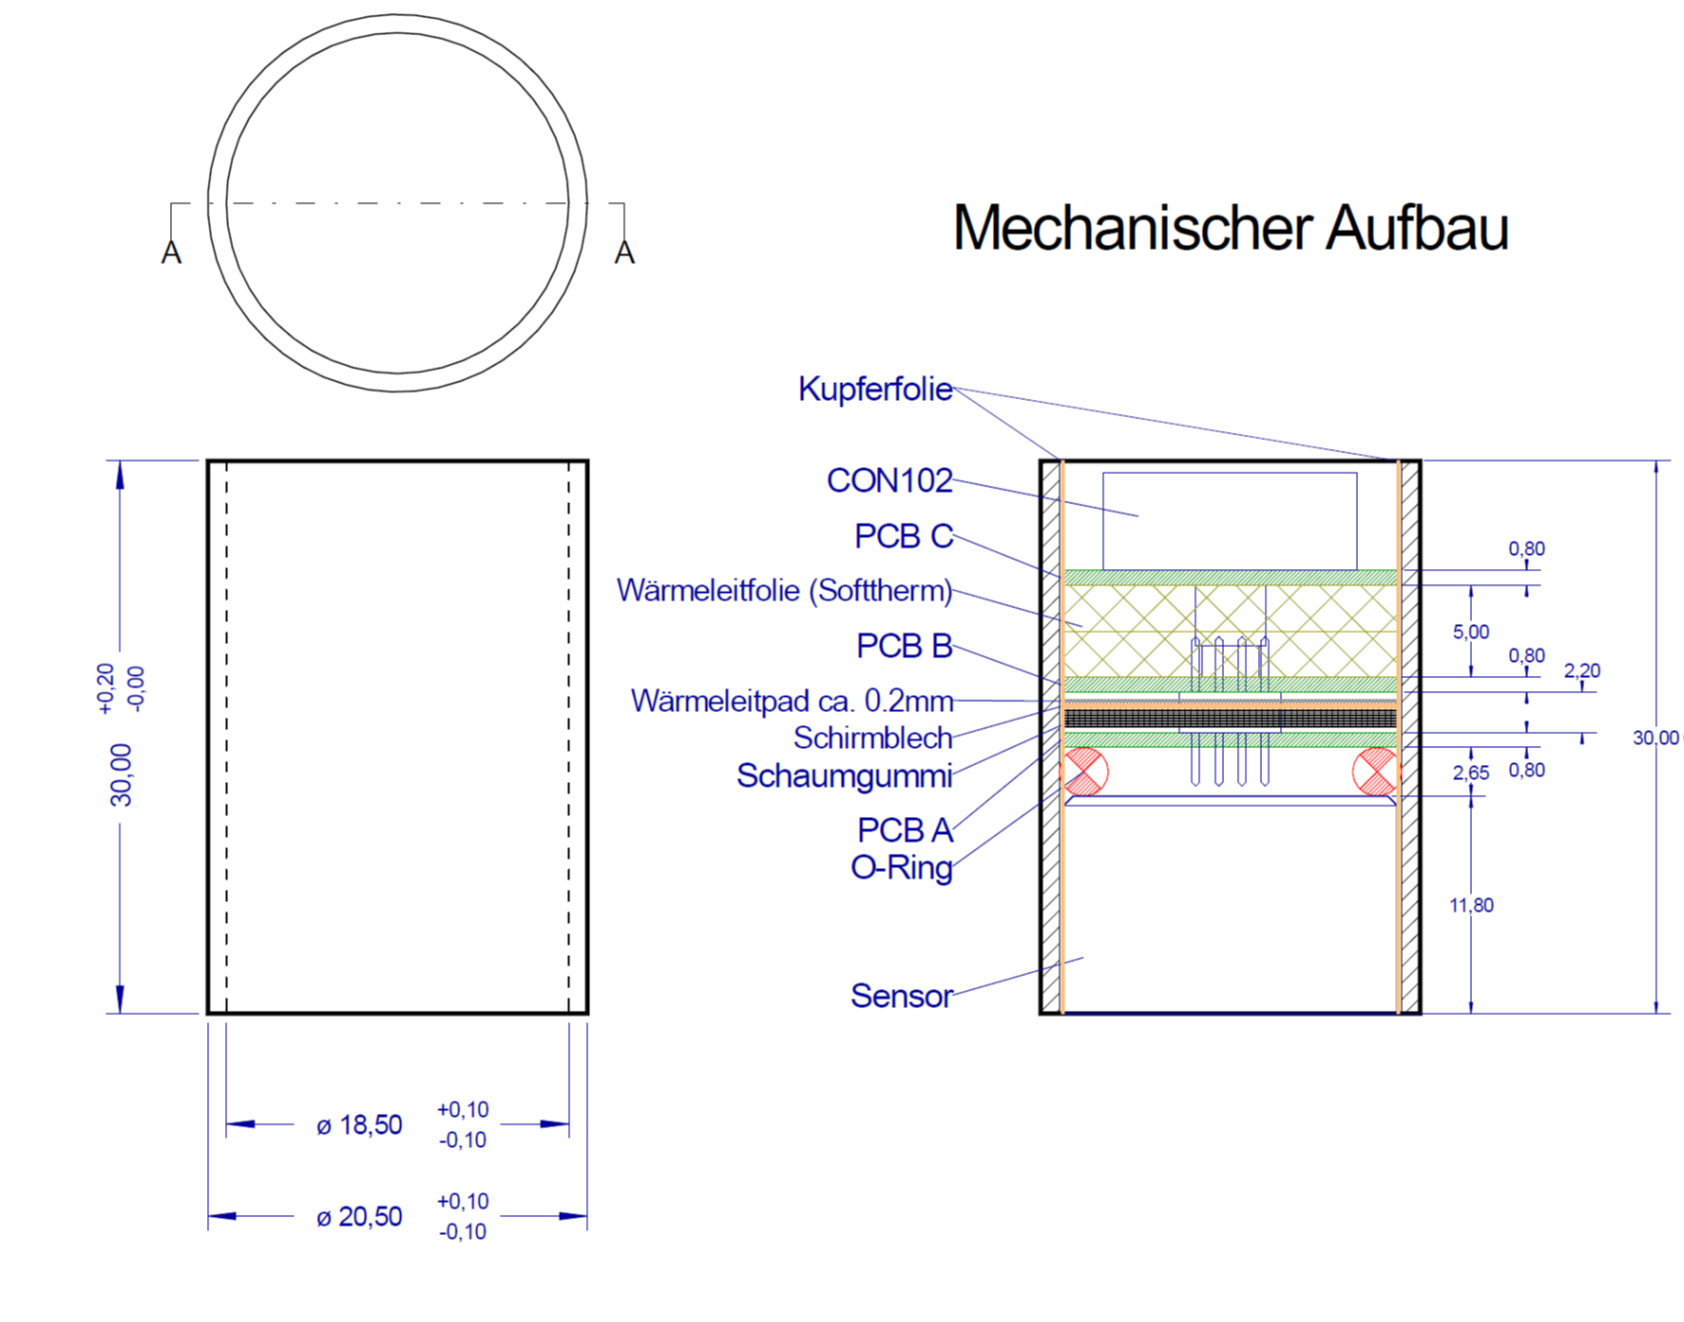 A
A
Mechanischer Aufbau
Kupferfolie
CON102
PCB C
Wärmeleitfolie (Softtherm)
PCB B
Wärmeleitpad ca. 0.2mm
Schirmblech
Schaumgummi
PCB A
O-Ring
Sensor
0,80
5,00
0,80
2,20
30,00
2,65
0,80
11,80
30,00
+0,20
-0,00
ø 18,50
+0,10
-0,10
ø 20,50
+0,10
-0,10